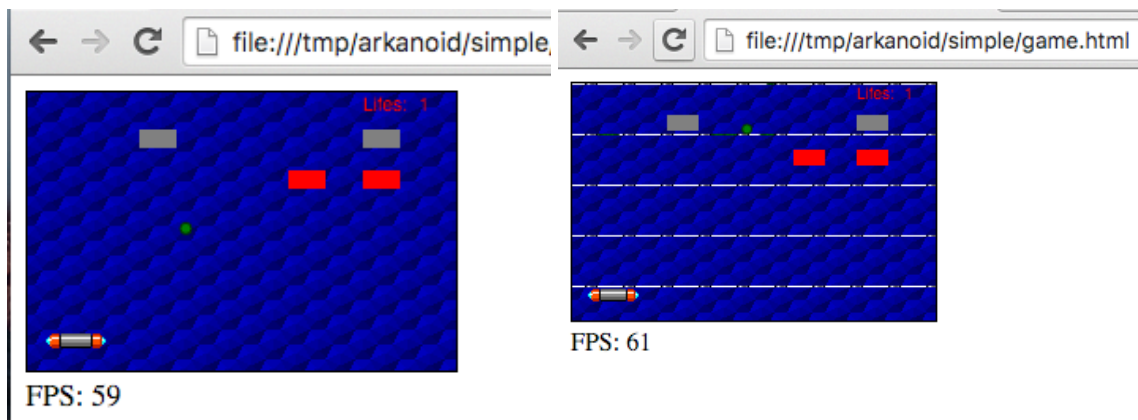 file:///tmp/arkanoid/simple/
Lifes: 1
FPS: 59
file:///tmp/arkanoid/simple/game.html
Lifes: 1
FPS: 61